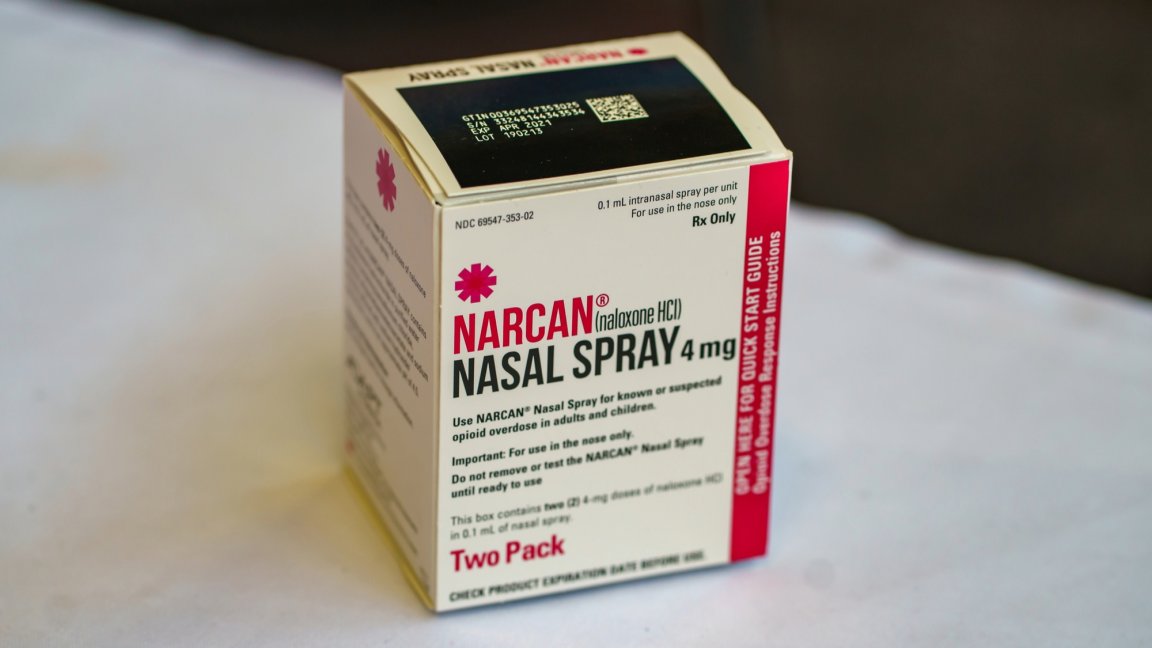 NARCAN® NASAL SPRAY
GTIN 00369547353025
S/N 33248144343534
EXP APR 2021
LOT 190213
NDC 69547-353-02
0.1 mL intranasal spray per unit
For use in the nose only
Rx Only
NARCAN® (naloxone HCl)
NASAL SPRAY 4 mg
Use NARCAN® Nasal Spray for known or suspected
opioid overdose in adults and children.
Important: For use in the nose only.
Do not remove or test the NARCAN® Nasal Spray
until ready to use
This box contains two (2) 4-mg doses of naloxone HCl
in 0.1 mL of nasal spray.
Two Pack
CHECK PRODUCT EXPIRATION DATE BEFORE USE.
OPEN HERE FOR QUICK START GUIDE
Opioid Overdose Response Instructions